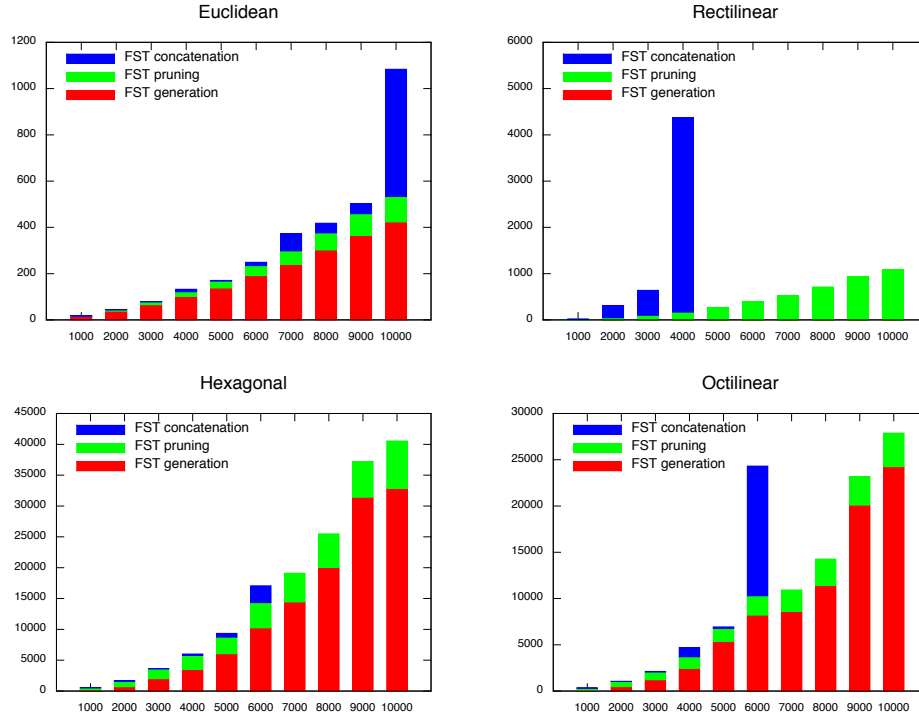 Euclidean
1200
1000
800
600
400
200
0
FST concatenation
FST pruning
FST generation
1000 2000 3000 4000 5000 6000 7000 8000 9000 10000
Rectilinear
6000
5000
4000
3000
2000
1000
0
FST concatenation
FST pruning
FST generation
1000 2000 3000 4000 5000 6000 7000 8000 9000 10000
Hexagonal
45000
40000
35000
30000
25000
20000
15000
10000
5000
0
FST concatenation
FST pruning
FST generation
1000 2000 3000 4000 5000 6000 7000 8000 9000 10000
Octilinear
30000
25000
20000
15000
10000
5000
0
FST concatenation
FST pruning
FST generation
1000 2000 3000 4000 5000 6000 7000 8000 9000 10000